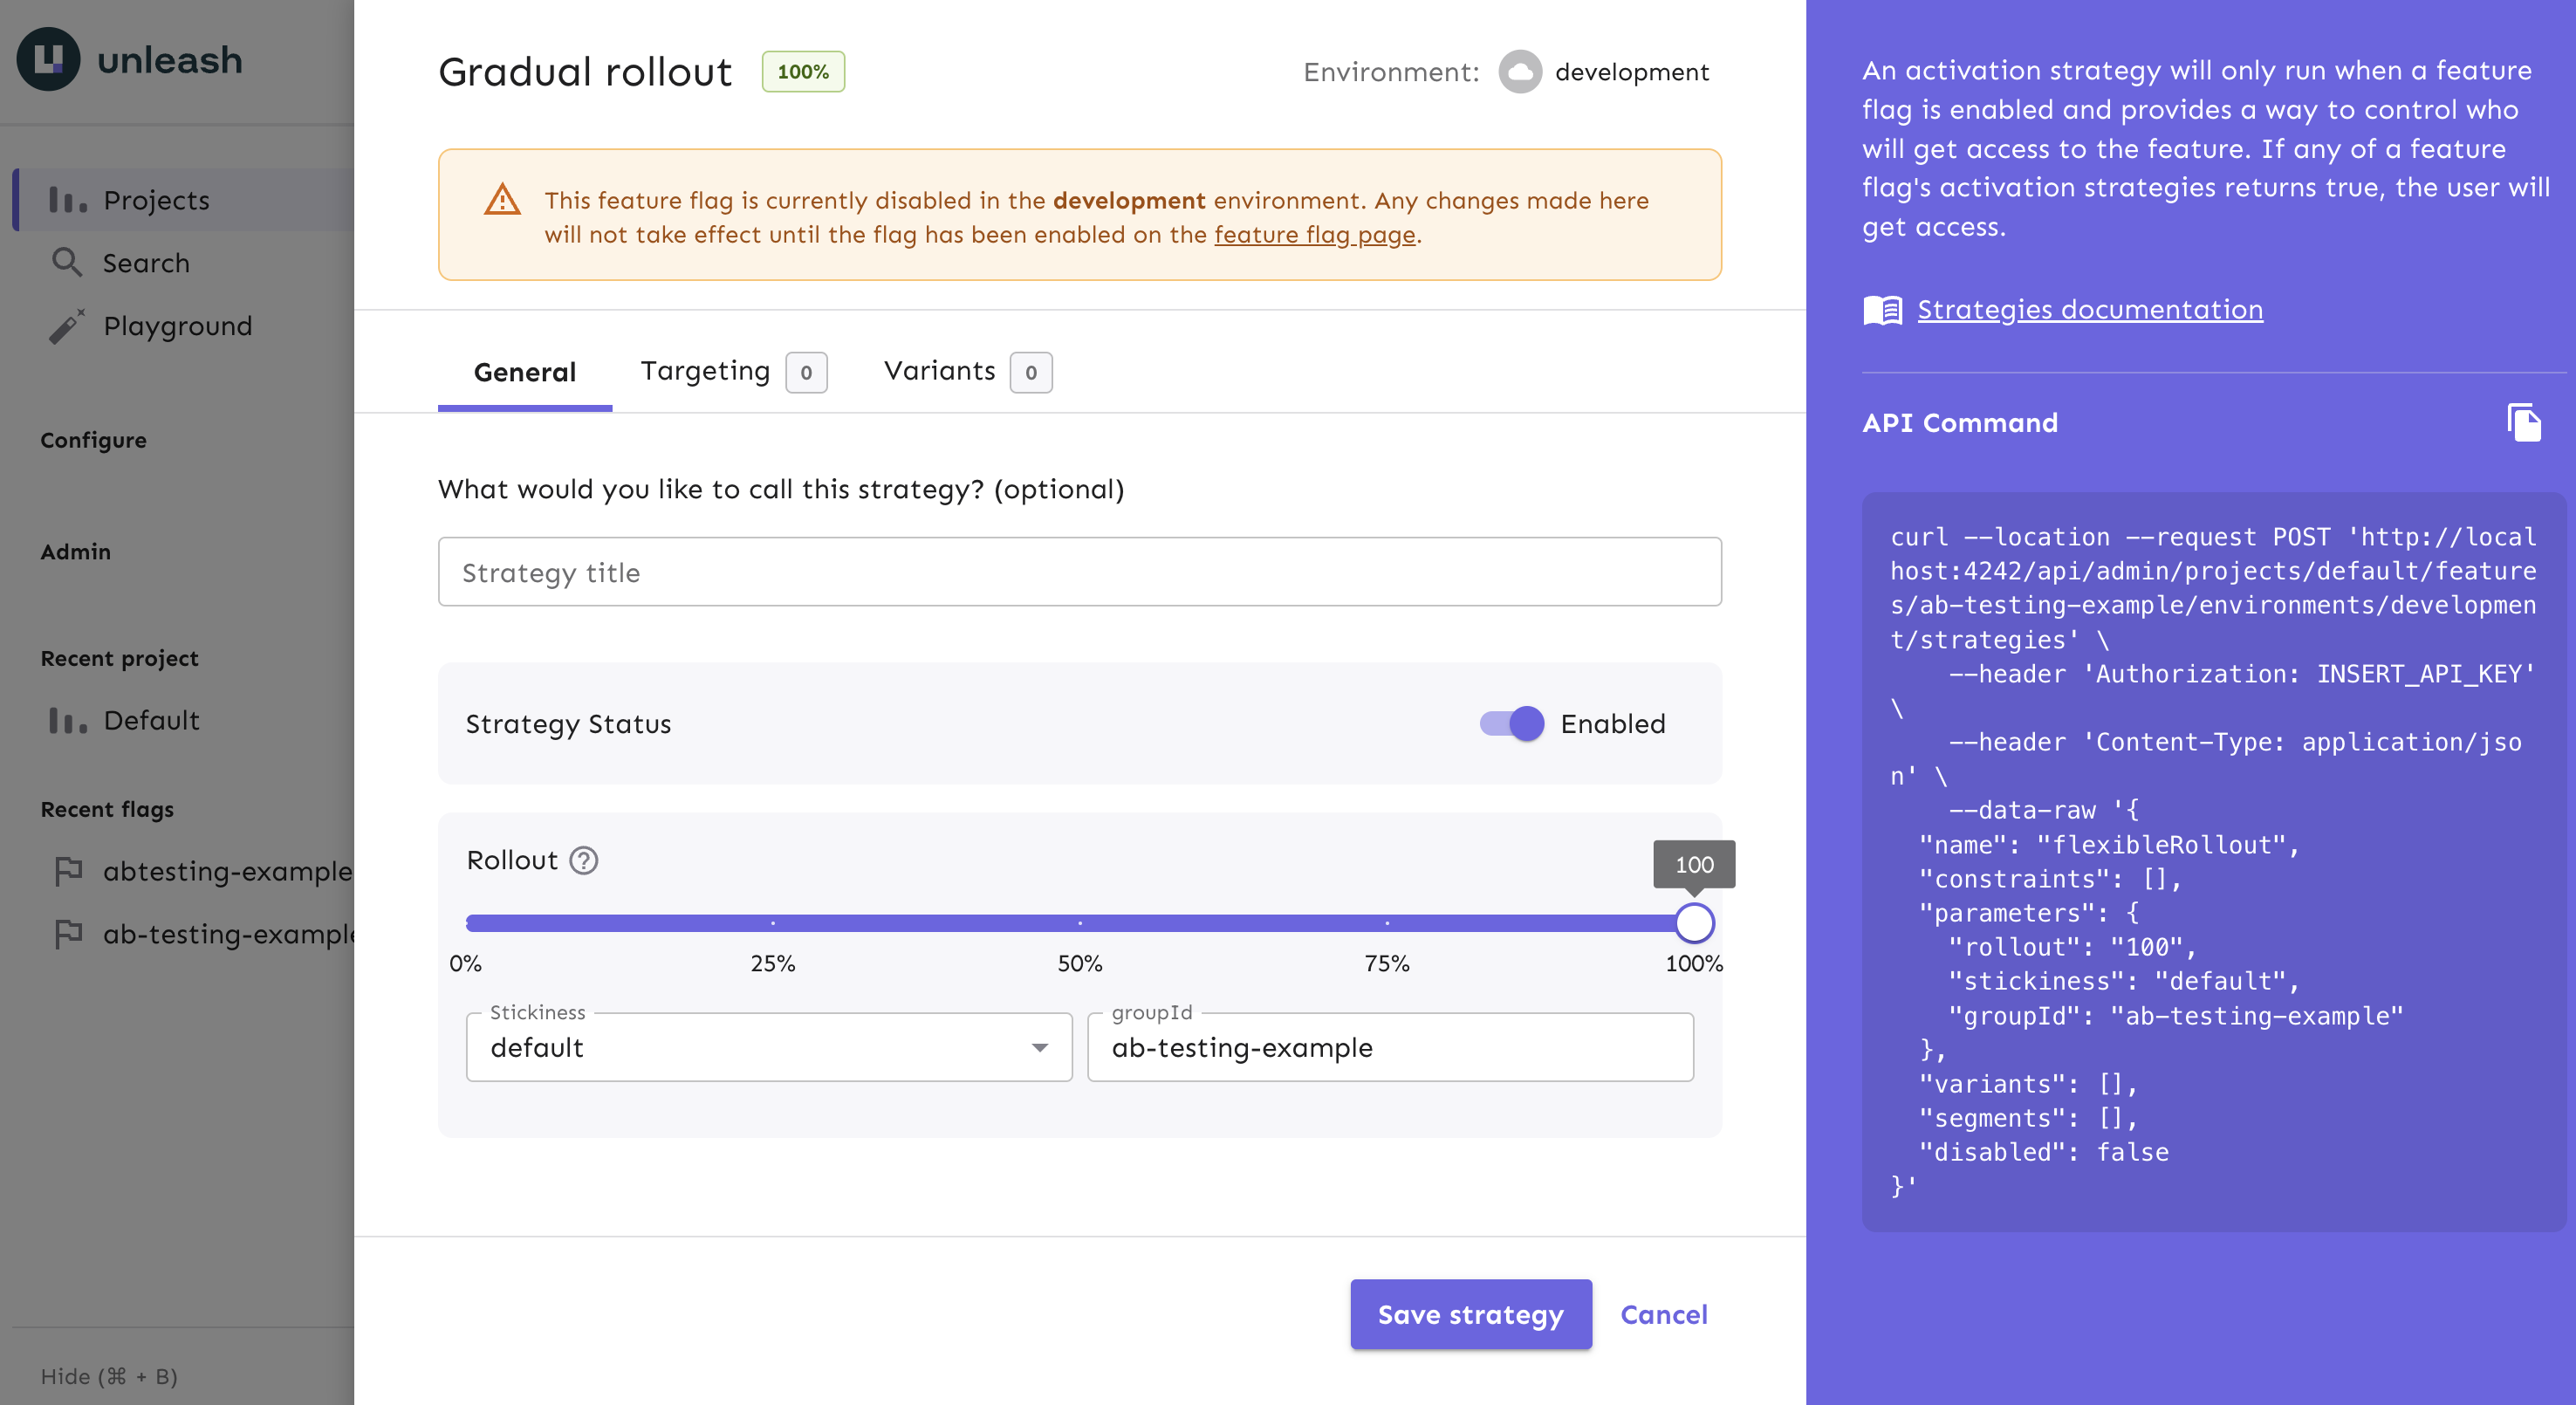 unleash
Projects
Search
Playground
Configure
Admin
Recent project
Default
Recent flags
abtesting-example
ab-testing-example
Hide (⌘ + B)
Gradual rollout 100%
Environment: development
This feature flag is currently disabled in the development environment. Any changes made here
will not take effect until the flag has been enabled on the feature flag page.
General Targeting 0 Variants 0
What would you like to call this strategy? (optional)
Strategy title
Strategy Status Enabled
Rollout
100
0% 25% 50% 75% 100%
Stickiness groupId
default ab-testing-example
Save strategy Cancel
An activation strategy will only run when a feature
flag is enabled and provides a way to control who
will get access to the feature. If any of a feature
flag's activation strategies returns true, the user will
get access.
Strategies documentation
API Command
curl --location --request POST 'http://local
host:4242/api/admin/projects/default/feature
s/ab-testing-example/environments/developmen
t/strategies' \
--header 'Authorization: INSERT_API_KEY'
\
--header 'Content-Type: application/jso
n' \
--data-raw '{
"name": "flexibleRollout",
"constraints": [],
"parameters": {
"rollout": "100",
"stickiness": "default",
"groupId": "ab-testing-example"
},
"variants": [],
"segments": [],
"disabled": false
}'